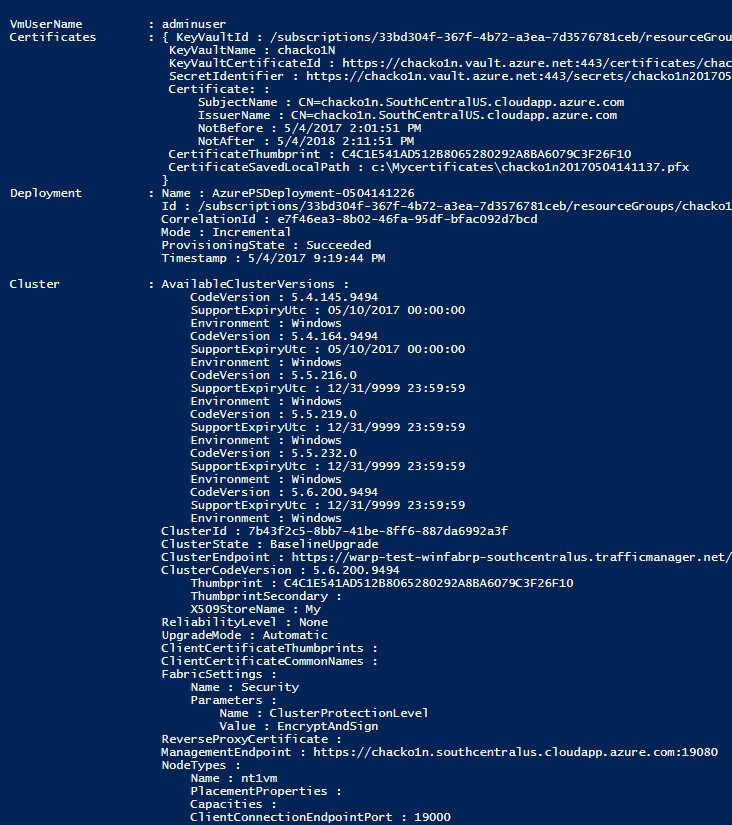 VmUserName : adminuser
Certificates : { KeyVaultId : /subscriptions/33bd304f-367f-4b72-a3ea-7d3576781ceb/resourceGrou
KeyVaultName : chacko1N
KeyVaultCertificateId : https://chacko1n.vault.azure.net:443/certificates/chac
SecretIdentifier : https://chacko1n.vault.azure.net:443/secrets/chacko1n201705
Certificate: :
SubjectName : CN=chacko1n.SouthCentralUS.cloudapp.azure.com
IssuerName : CN=chacko1n.SouthCentralUS.cloudapp.azure.com
NotBefore : 5/4/2017 2:01:51 PM
NotAfter : 5/4/2018 2:11:51 PM
CertificateThumbprint : C4C1E541AD512B8065280292A8BA6079C3F26F10
CertificateSavedLocalPath : c:\Mycertificates\chacko1n20170504141137.pfx
}
Deployment : Name : AzurePSDeployment-0504141226
Id : /subscriptions/33bd304f-367f-4b72-a3ea-7d3576781ceb/resourceGroups/chacko1
CorrelationId : e7f46ea3-8b02-46fa-95df-bfac092d7bcd
Mode : Incremental
ProvisioningState : Succeeded
Timestamp : 5/4/2017 9:19:44 PM
Cluster : AvailableClusterVersions :
CodeVersion : 5.4.145.9494
SupportExpiryUtc : 05/10/2017 00:00:00
Environment : Windows
CodeVersion : 5.4.164.9494
SupportExpiryUtc : 05/10/2017 00:00:00
Environment : Windows
CodeVersion : 5.5.216.0
SupportExpiryUtc : 12/31/9999 23:59:59
Environment : Windows
CodeVersion : 5.5.219.0
SupportExpiryUtc : 12/31/9999 23:59:59
Environment : Windows
CodeVersion : 5.5.232.0
SupportExpiryUtc : 12/31/9999 23:59:59
Environment : Windows
CodeVersion : 5.6.200.9494
SupportExpiryUtc : 12/31/9999 23:59:59
Environment : Windows
ClusterId : 7b43f2c5-8bb7-41be-8ff6-887da6992a3f
ClusterState : BaselineUpgrade
ClusterEndpoint : https://warp-test-winfabrp-southcentralus.trafficmanager.net/
ClusterCodeVersion : 5.6.200.9494
Thumbprint : C4C1E541AD512B8065280292A8BA6079C3F26F10
ThumbprintSecondary :
X509StoreName : My
ReliabilityLevel : None
UpgradeMode : Automatic
ClientCertificateThumbprints :
ClientCertificateCommonNames :
FabricSettings :
Name : Security
Parameters :
Name : ClusterProtectionLevel
Value : EncryptAndSign
ReverseProxyCertificate :
ManagementEndpoint : https://chacko1n.southcentralus.cloudapp.azure.com:19080
NodeTypes :
Name : nt1vm
PlacementProperties :
Capacities :
ClientConnectionEndpointPort : 19000